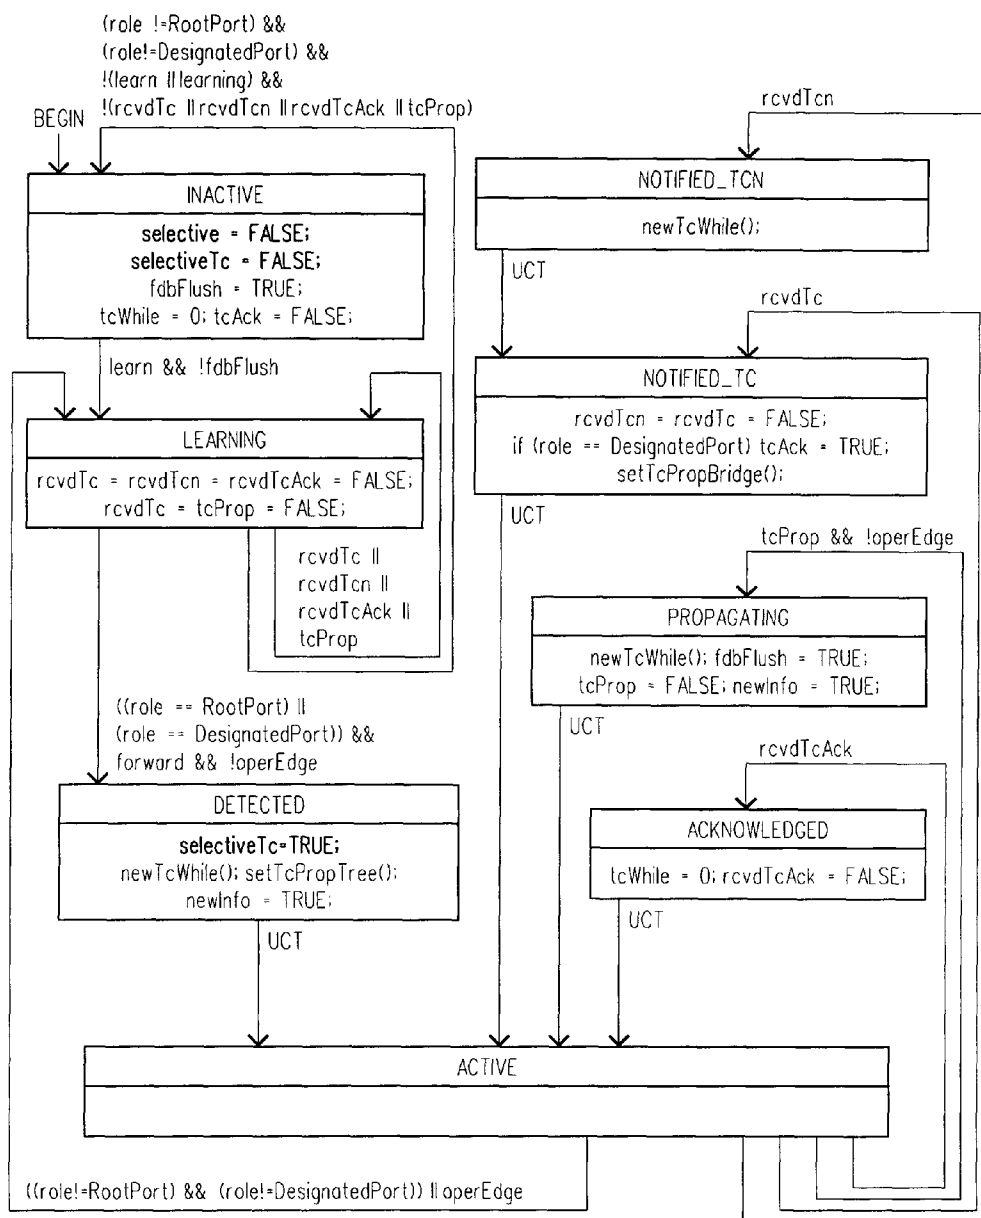 (role !=RootPort) &&
(role!=DesignatedPort) &&
!(learn || learning) &&
!(rcvdTc || rcvdTcn || rcvdTcAck || tcProp)
BEGIN
INACTIVE
selective = FALSE;
selectiveTc = FALSE;
fdbFlush = TRUE;
tcWhile = 0; tcAck = FALSE;
learn && !fdbFlush
LEARNING
rcvdTc = rcvdTcn = rcvdTcAck = FALSE;
rcvdTc = tcProp = FALSE;
rcvdTc ||
rcvdTcn ||
rcvdTcAck ||
tcProp
((role == RootPort) ||
(role == DesignatedPort)) &&
forward && !operEdge
DETECTED
selectiveTc=TRUE;
newTcWhile(); setTcPropTree();
newInfo = TRUE;
UCT
rcvdTcn
NOTIFIED_TCN
newTcWhile();
UCT
rcvdTc
NOTIFIED_TC
rcvdTcn = rcvdTc = FALSE;
if (role == DesignatedPort) tcAck = TRUE;
setTcPropBridge();
UCT
tcProp && !operEdge
PROPAGATING
newTcWhile(); fdbFlush = TRUE;
tcProp = FALSE; newInfo = TRUE;
UCT
rcvdTcAck
ACKNOWLEDGED
tcWhile = 0; rcvdTcAck = FALSE;
UCT
ACTIVE
((role!=RootPort) && (role!=DesignatedPort)) || operEdge